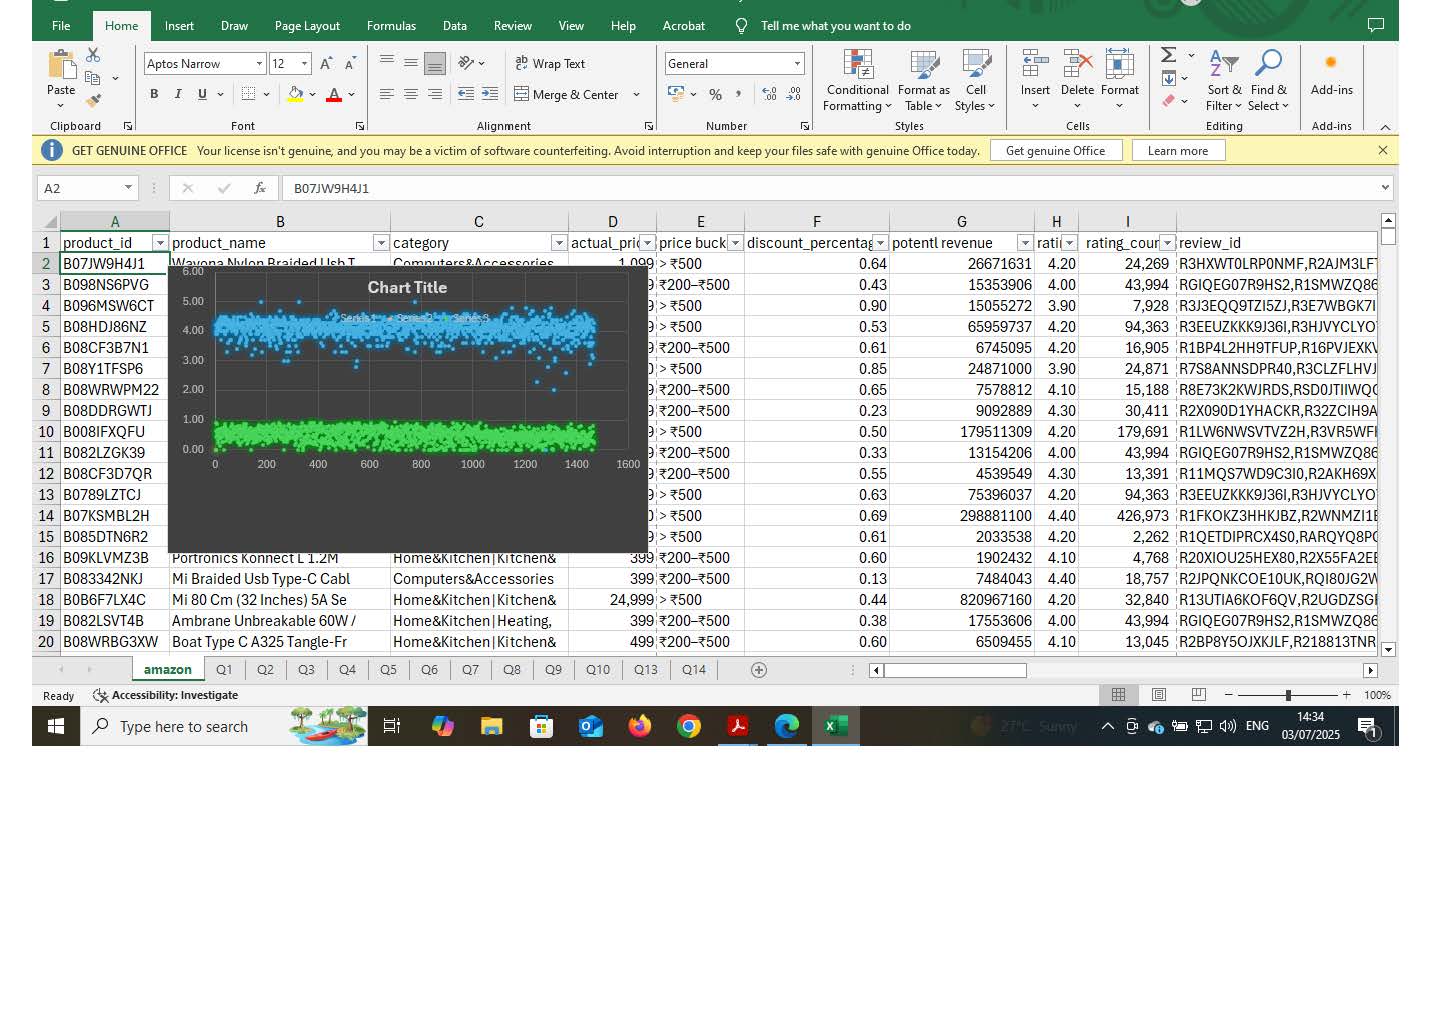 File Home Insert Draw Page Layout Formulas Data Review View Help Acrobat Tell me what you want to do
Aptos Narrow 12 Wrap Text General
Paste B I U Merge & Center % Conditional Formatting Format as Table Cell Styles Insert Delete Format Sort & Filter Find & Select Add-ins
Clipboard Font Alignment Number Styles Cells Editing Add-ins
GET GENUINE OFFICE Your license isn't genuine, and you may be a victim of software counterfeiting. Avoid interruption and keep your files safe with genuine Office today. Get genuine Office Learn more
A2 fx B07JW9H4J1
A B C D E F G H I
1 product_id product_name category actual_pric price buck discount_percentag potentl revenue ratin rating_coun review_id
2 B07JW9H4J1 Wayona Nylon Braided Usb T Computers&Accessories 1,099 > ₹500 0.64 26671631 4.20 24,269 R3HXWT0LRP0NMF,R2AJM3LFT
3 B098NS6PVG ₹200–₹500 0.43 15353906 4.00 43,994 RGIQEG07R9HS2,R1SMWZQ86
4 B096MSW6CT > ₹500 0.90 15055272 3.90 7,928 R3J3EQQ9TZI5ZJ,R3E7WBGK7I
5 B08HDJ86NZ > ₹500 0.53 65959737 4.20 94,363 R3EEUZKKK9J36I,R3HJVYCLYO
6 B08CF3B7N1 ₹200–₹500 0.61 6745095 4.20 16,905 R1BP4L2HH9TFUP,R16PVJEXKV
7 B08Y1TFSP6 > ₹500 0.85 24871000 3.90 24,871 R7S8ANNSDPR40,R3CLZFLHVJ
8 B08WRWPM22 ₹200–₹500 0.65 7578812 4.10 15,188 R8E73K2KWJRDS,RSD0JTIIWQ
9 B08DDRGWTJ ₹200–₹500 0.23 9092889 4.30 30,411 R2X090D1YHACKR,R32ZCIH9A
10 B008IFXQFU > ₹500 0.50 179511309 4.20 179,691 R1LW6NWSVTVZ2H,R3VR5WF
11 B082LZGK39 ₹200–₹500 0.33 13154206 4.00 43,994 RGIQEG07R9HS2,R1SMWZQ86
12 B08CF3D7QR ₹200–₹500 0.55 4539549 4.30 13,391 R11MQS7WD9C3I0,R2AKH69X
13 B0789LZTCJ > ₹500 0.63 75396037 4.20 94,363 R3EEUZKKK9J36I,R3HJVYCLYO
14 B07KSMBL2H > ₹500 0.69 298881100 4.40 426,973 R1FKOKZ3HHKJBZ,R2WNMZI1
15 B085DTN6R2 > ₹500 0.61 2033538 4.20 2,262 R1QETDIPRCX4S0,RARQYQ8P
16 B09KLVMZ3B Portronics Konnect L 1.2M Home&Kitchen|Kitchen& 399 ₹200–₹500 0.60 1902432 4.10 4,768 R20XIOU25HEX80,R2X55FA2E
17 B083342NKJ Mi Braided Usb Type-C Cabl Computers&Accessories 399 ₹200–₹500 0.13 7484043 4.40 18,757 R2JPQNKCOE10UK,RQI80JG2W
18 B0B6F7LX4C Mi 80 Cm (32 Inches) 5A Se Home&Kitchen|Kitchen& 24,999 > ₹500 0.44 820967160 4.20 32,840 R13UTIA6KOF6QV,R2UGDZSG
19 B082LSVT4B Ambrane Unbreakable 60W / Home&Kitchen|Heating, 399 ₹200–₹500 0.38 17553606 4.00 43,994 RGIQEG07R9HS2,R1SMWZQ86
20 B08WRBG3XW Boat Type C A325 Tangle-Fr Home&Kitchen|Kitchen& 499 ₹200–₹500 0.60 6509455 4.10 13,045 R2BP8Y5OJXKJLF,R218813TNR
Chart Title
Series1 Series2 Series3
6.00
5.00
4.00
3.00
2.00
1.00
0.00
0 200 400 600 800 1000 1200 1400 1600
amazon Q1 Q2 Q3 Q4 Q5 Q6 Q7 Q8 Q9 Q10 Q13 Q14
Ready Accessibility: Investigate 100%
Type here to search 27°C Sunny ENG 14:34
03/07/2025 1